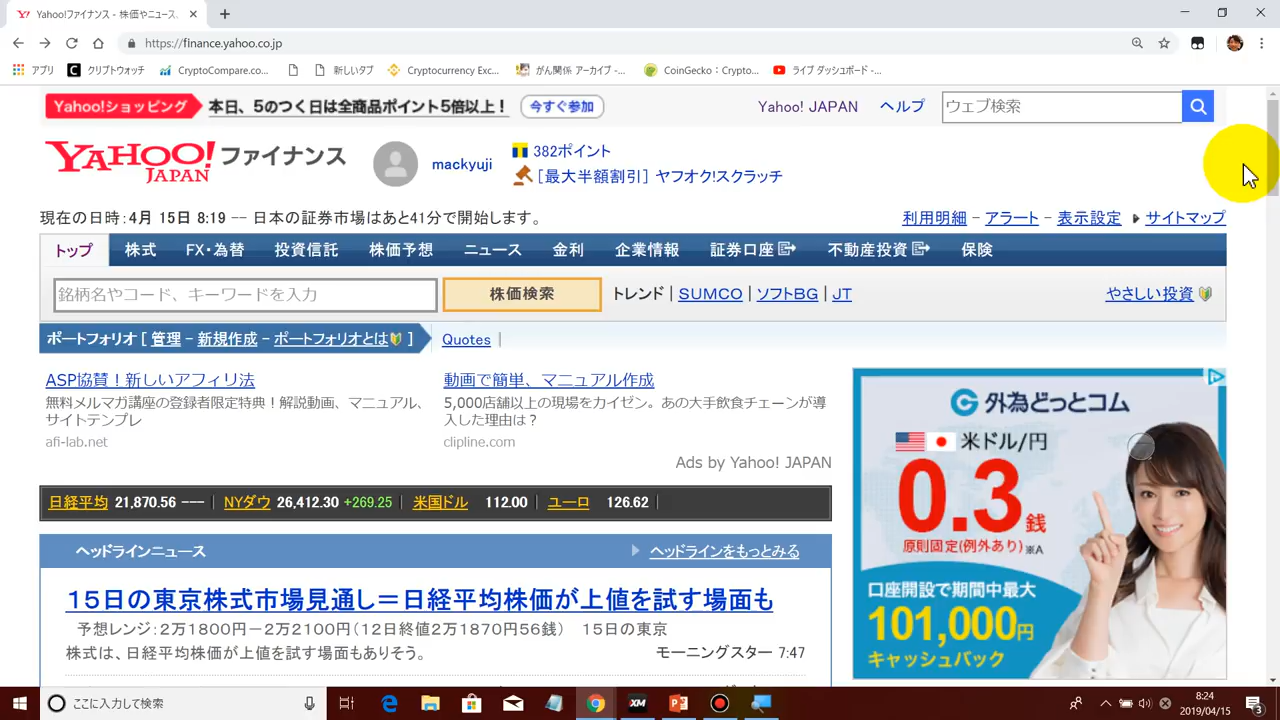 Yahoo!ファイナンス - 株価やニュース、
https://finance.yahoo.co.jp
アプリ クリプトウォッチ CryptoCompare.co... 新しいタブ Cryptocurrency Exc... がん関係 アーカイブ -... CoinGecko : Crypto... ライブ ダッシュボード -...
Yahoo!ショッピング 本日、5のつく日は全商品ポイント5倍以上! 今すぐ参加 Yahoo! JAPAN ヘルプ ウェブ検索
YAHOO! JAPAN ファイナンス mackyuji 382ポイント
[最大半額割引] ヤフオク!スクラッチ
現在の日時:4月 15日 8:19 -- 日本の証券市場はあと41分で開始します。 利用明細 - アラート - 表示設定 サイトマップ
トップ 株式 FX・為替 投資信託 株価予想 ニュース 金利 企業情報 証券口座 不動産投資 保険
銘柄名やコード、キーワードを入力 株価検索 トレンド | SUMCO | ソフトBG | JT やさしい投資
ポートフォリオ [ 管理 - 新規作成 - ポートフォリオとは ] Quotes |
ASP協賛!新しいアフィリ法
無料メルマガ講座の登録者限定特典!解説動画、マニュアル、
サイトテンプレ
afi-lab.net
動画で簡単、マニュアル作成
5,000店舗以上の現場をカイゼン。あの大手飲食チェーンが導
入した理由は?
clipline.com
Ads by Yahoo! JAPAN
日経平均 21,870.56 --- | NYダウ 26,412.30 +269.25 | 米国ドル 112.00 | ユーロ 126.62 |
ヘッドラインニュース ヘッドラインをもっとみる
15日の東京株式市場見通し=日経平均株価が上値を試す場面も
予想レンジ:2万1800円-2万2100円(12日終値2万1870円56銭) 15日の東京
株式は、日経平均株価が上値を試す場面もありそう。 モーニングスター 7:47
外為どっとコム
米ドル/円
0.3銭
原則固定(例外あり)※A
口座開設で期間中最大
101,000円
キャッシュバック
ここに入力して検索
XM
8:24
2019/04/15
3